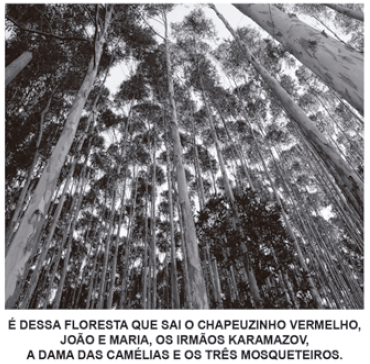 É DESSA FLORESTA QUE SAI O CHAPEUZINHO VERMELHO,
JOÃO E MARIA, OS IRMÃOS KARAMAZOV,
A DAMA DAS CAMÉLIAS E OS TRÊS MOSQUETEIROS.